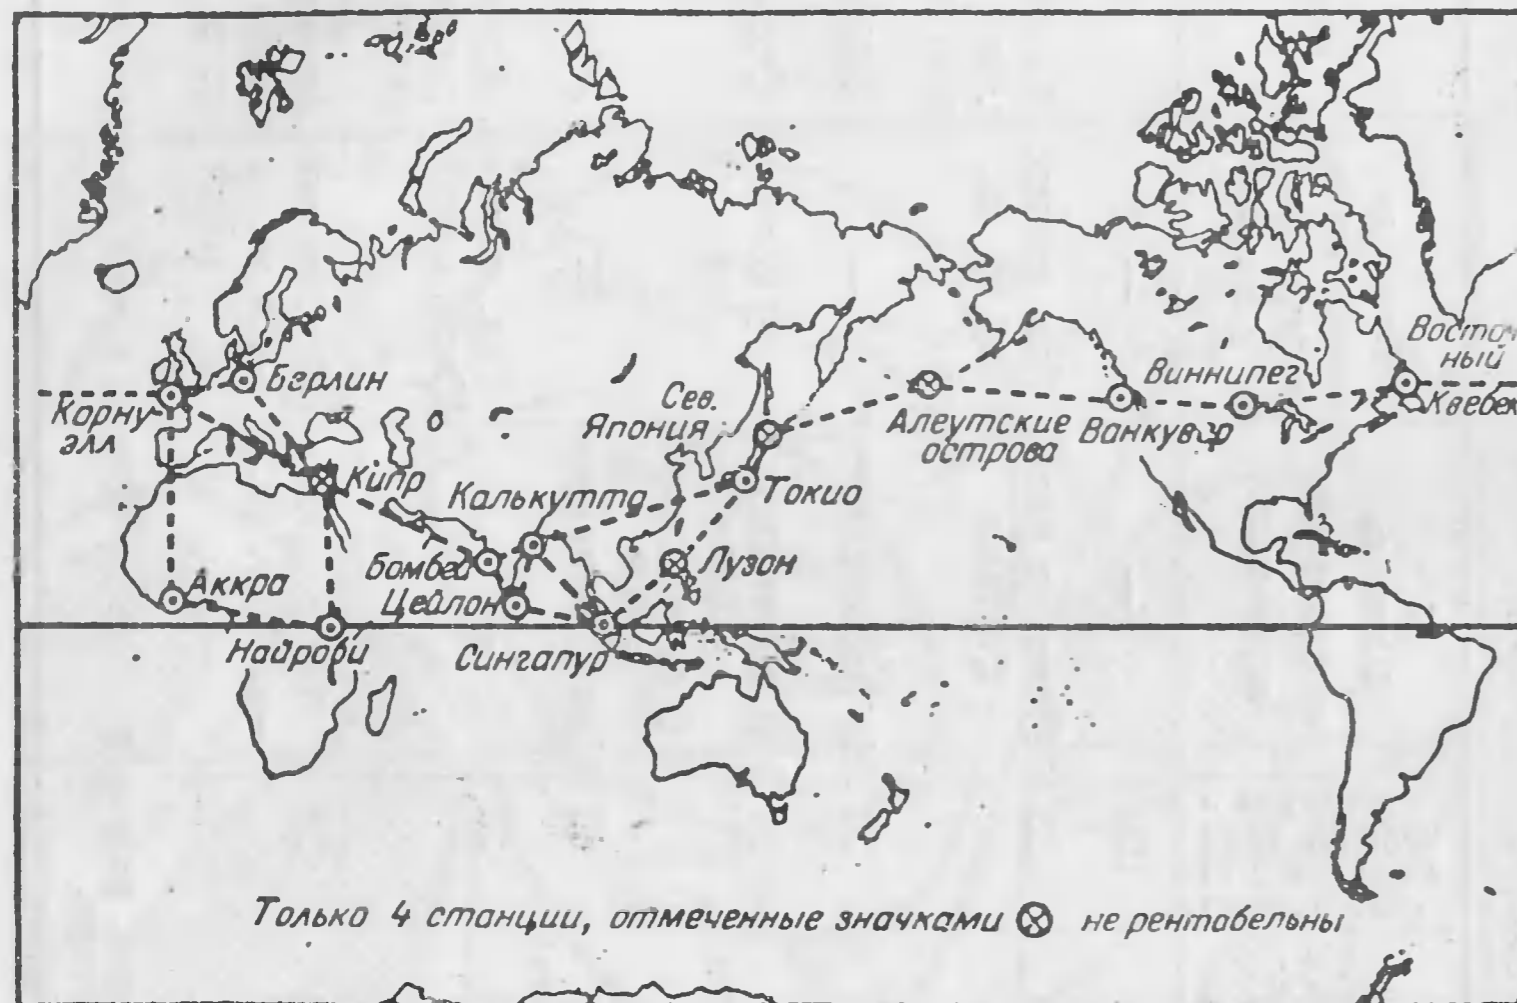 Восточ
ный
Квебек
Виннипег
Ванкувер
Алеутские
острова
Сев.
Япония
Токио
Берлин
Корну
элл
Кипр
Калькутта
Бомбей
Цейлон
Лузон
Аккра
Найроби
Сингапур
Только 4 станции, отмеченные значками ⊗ не рентабельны